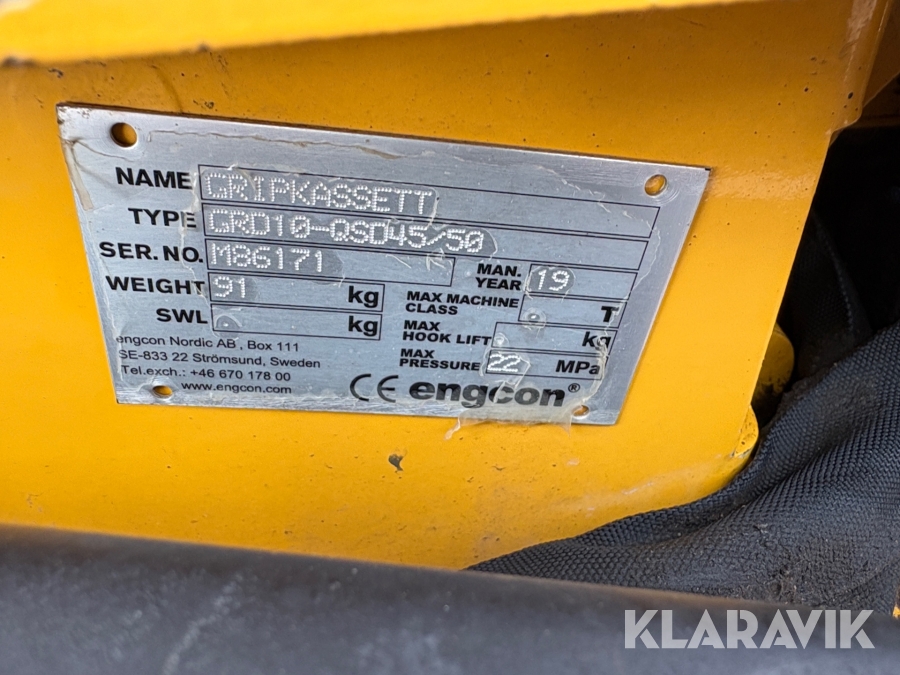 NAME GRIPKASSETT
TYPE GRD10-QSD45/50
SER. NO. M86171
MAN. YEAR 19
WEIGHT 91 kg
MAX MACHINE CLASS T
SWL kg
MAX HOOK LIFT kg
MAX PRESSURE 22 MPa
engcon Nordic AB, Box 111
SE-833 22 Strömsund, Sweden
Tel.exch.: +46 670 178 00
www.engcon.com
CE engcon®
KLARAVIK